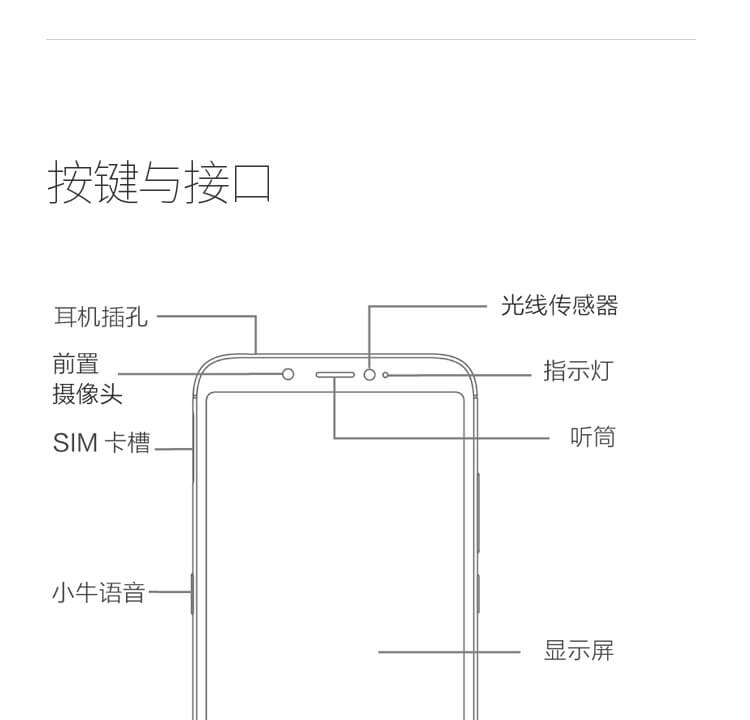 按键与接口
耳机插孔
光线传感器
前置
摄像头
指示灯
SIM 卡槽
听筒
小牛语音
显示屏